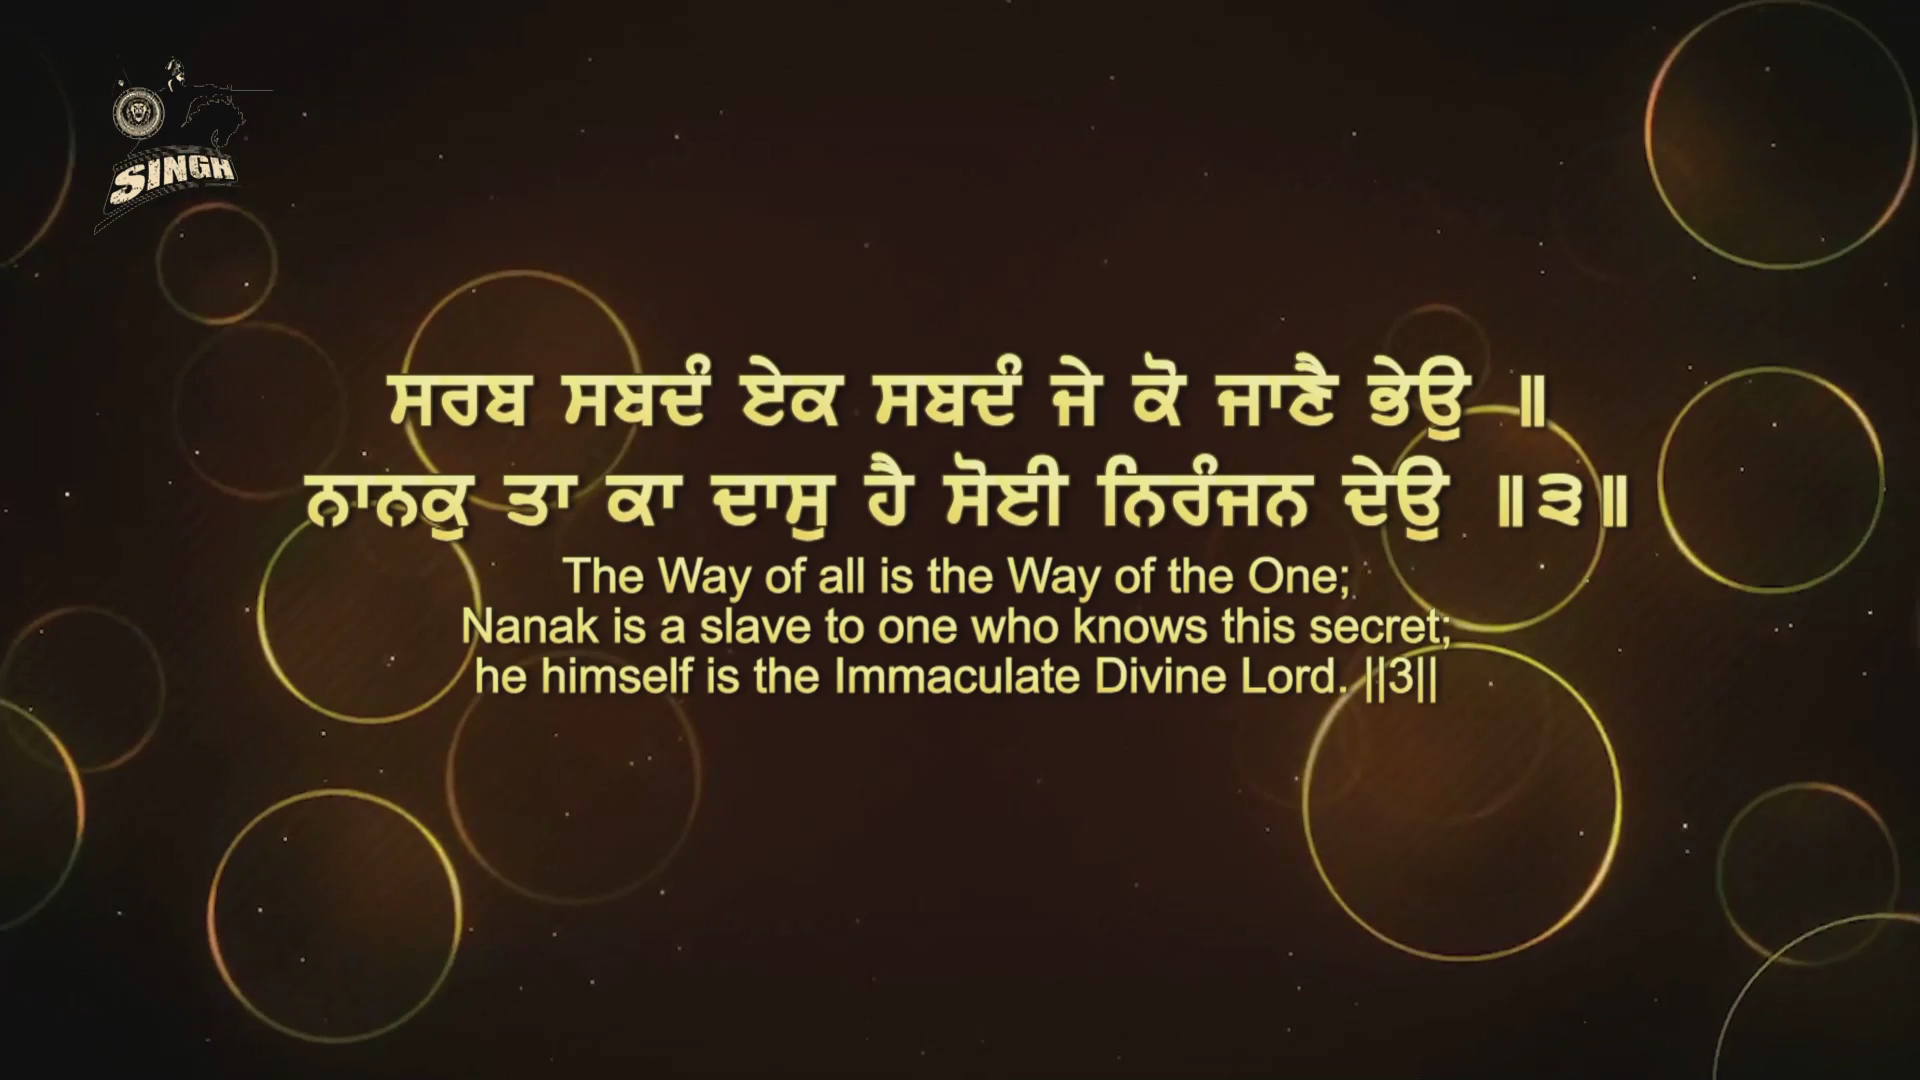 SINGH
ਸਰਬ ਸਬਦੰ ਏਕ ਸਬਦੰ ਜੇ ਕੋ ਜਾਣੈ ਭੇਉ ॥
ਨਾਨਕੁ ਤਾ ਕਾ ਦਾਸੁ ਹੈ ਸੋਈ ਨਿਰੰਜਨ ਦੇਉ ॥੩॥
The Way of all is the Way of the One;
Nanak is a slave to one who knows this secret;
he himself is the Immaculate Divine Lord. ||3||